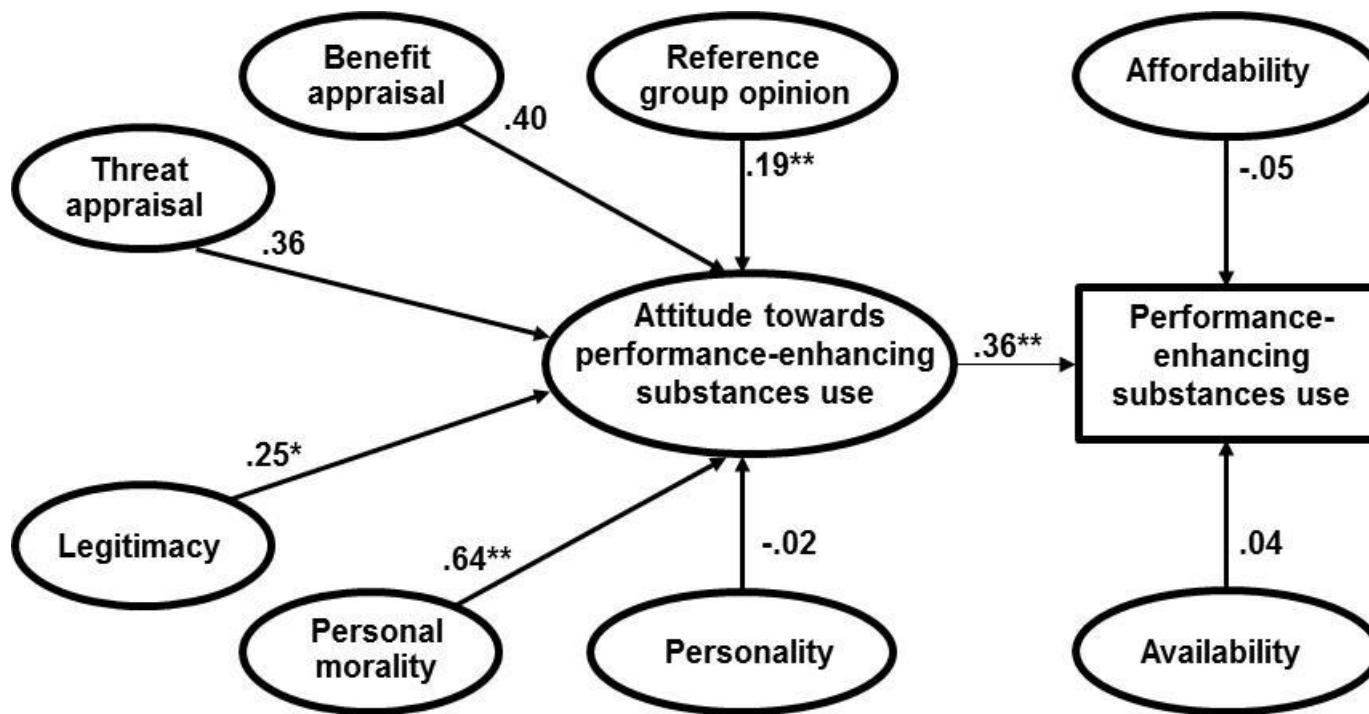 Benefit
appraisal
Reference
group opinion
Affordability
.40
.19**
-.05
Threat
appraisal
.36
Attitude towards
performance-enhancing
substances use
.36**
Performance-
enhancing
substances use
.25*
Legitimacy
.64**
-.02
.04
Personal
morality
Personality
Availability